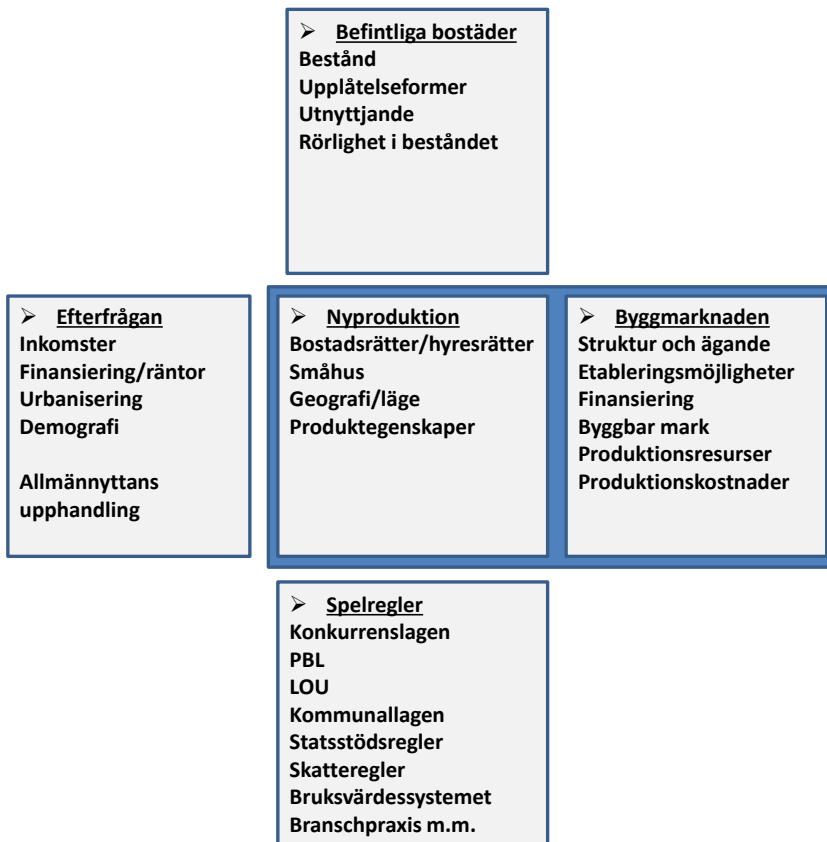 ➢ Befintliga bostäder
Bestånd
Upplåtelseformer
Utnyttjande
Rörlighet i beståndet
➢ Efterfrågan
Inkomster
Finansiering/räntor
Urbanisering
Demografi
Allmännyttans
upphandling
➢ Nyproduktion
Bostadsrätter/hyresrätter
Småhus
Geografi/läge
Produktegenskaper
➢ Byggmarknaden
Struktur och ägande
Etableringsmöjligheter
Finansiering
Byggbar mark
Produktionsresurser
Produktionskostnader
➢ Spelregler
Konkurrenslagen
PBL
LOU
Kommunallagen
Statsstödsregler
Skatteregler
Bruksvärdessystemet
Branschpraxis m.m.